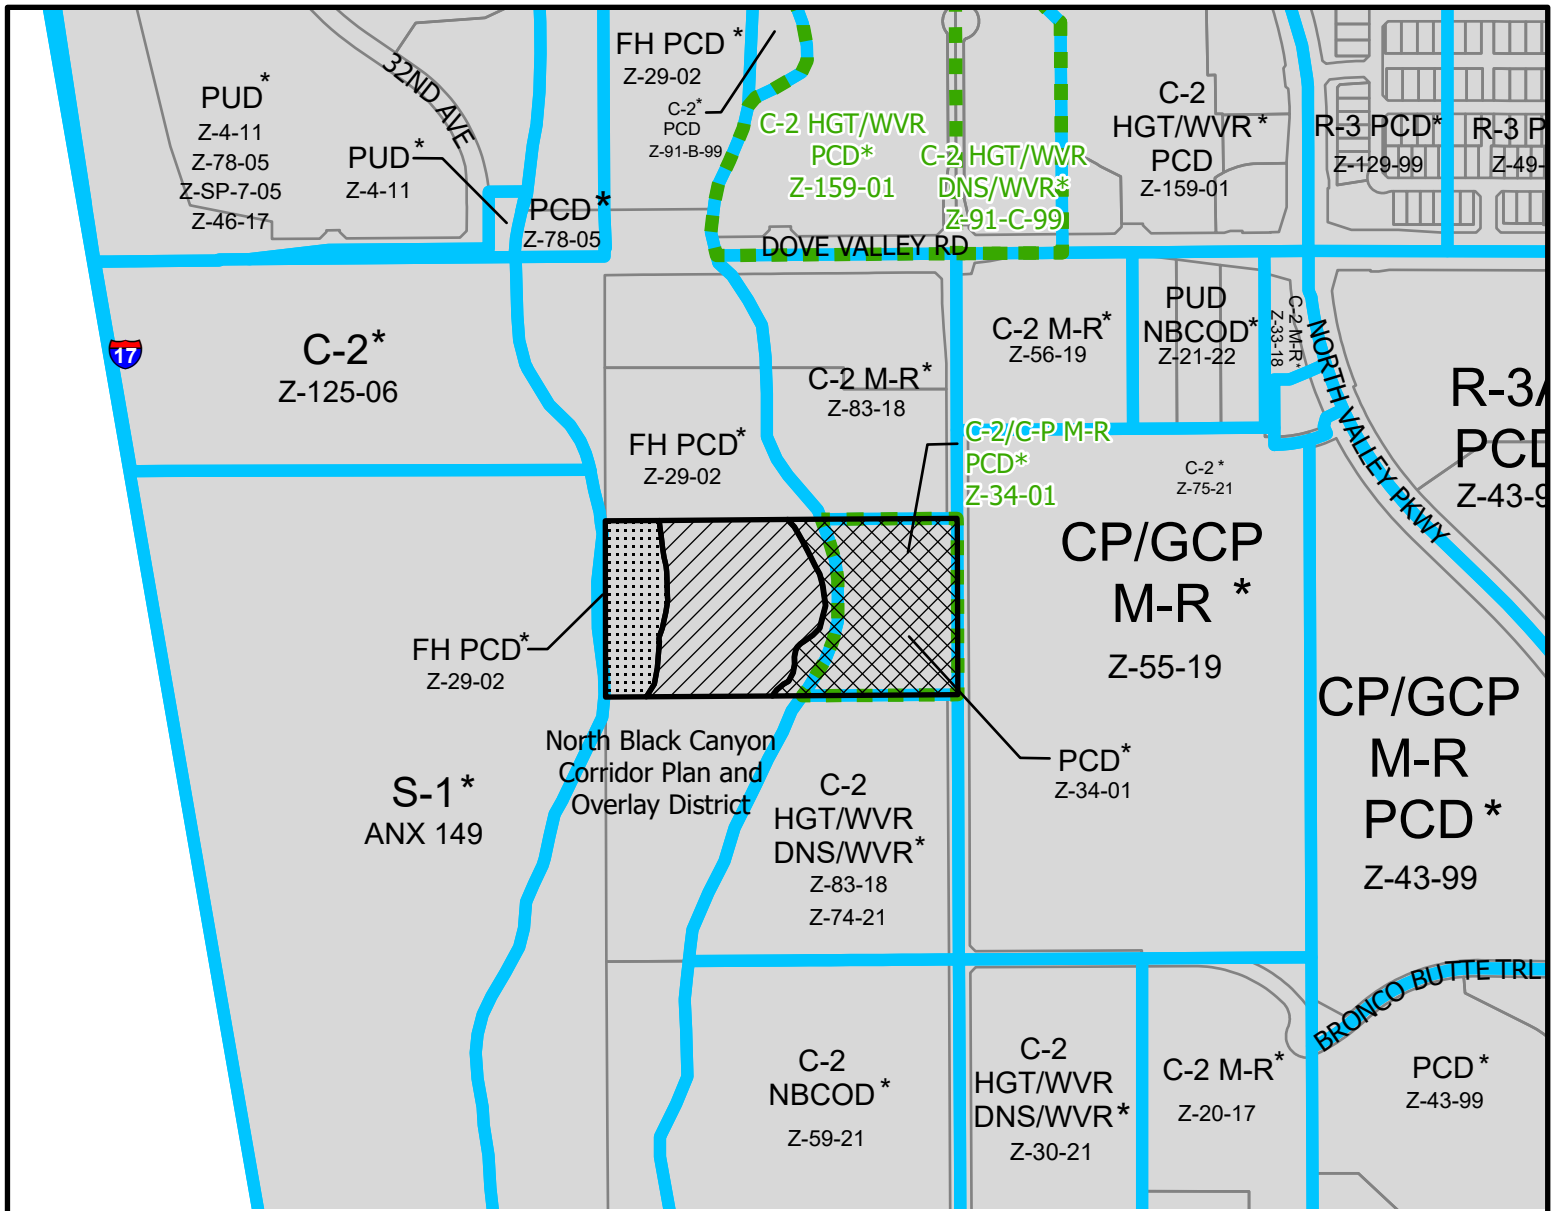 32ND AVE
PUD*
Z-4-11
Z-78-05
Z-SP-7-05
Z-46-17
PUD*
Z-4-11
PCD*
Z-78-05
FH PCD*
Z-29-02
C-2*
PCD
Z-91-B-99
C-2 HGT/WVR
PCD*
Z-159-01
C-2 HGT/WVR
DNS/WVR*
Z-91-C-99
C-2
HGT/WVR*
PCD
Z-159-01
R-3 PCD*
Z-129-99
R-3 P
Z-49-
DOVE VALLEY RD
17
C-2*
Z-125-06
C-2 M-R*
Z-83-18
FH PCD*
Z-29-02
C-2 M-R*
Z-56-19
PUD
NBCOD*
Z-21-22
C-2 M-R*
Z-33-18
NORTH VALLEY PKWY
R-3A
PCD
Z-43-9
C-2/C-P M-R
PCD*
Z-34-01
C-2*
Z-75-21
CP/GCP
M-R *
Z-55-19
FH PCD*
Z-29-02
North Black Canyon
Corridor Plan and
Overlay District
PCD*
Z-34-01
S-1*
ANX 149
C-2
HGT/WVR
DNS/WVR*
Z-83-18
Z-74-21
CP/GCP
M-R
PCD*
Z-43-99
BRONCO BUTTE TRL
C-2
NBCOD*
Z-59-21
C-2
HGT/WVR
DNS/WVR*
Z-30-21
C-2 M-R*
Z-20-17
PCD*
Z-43-99